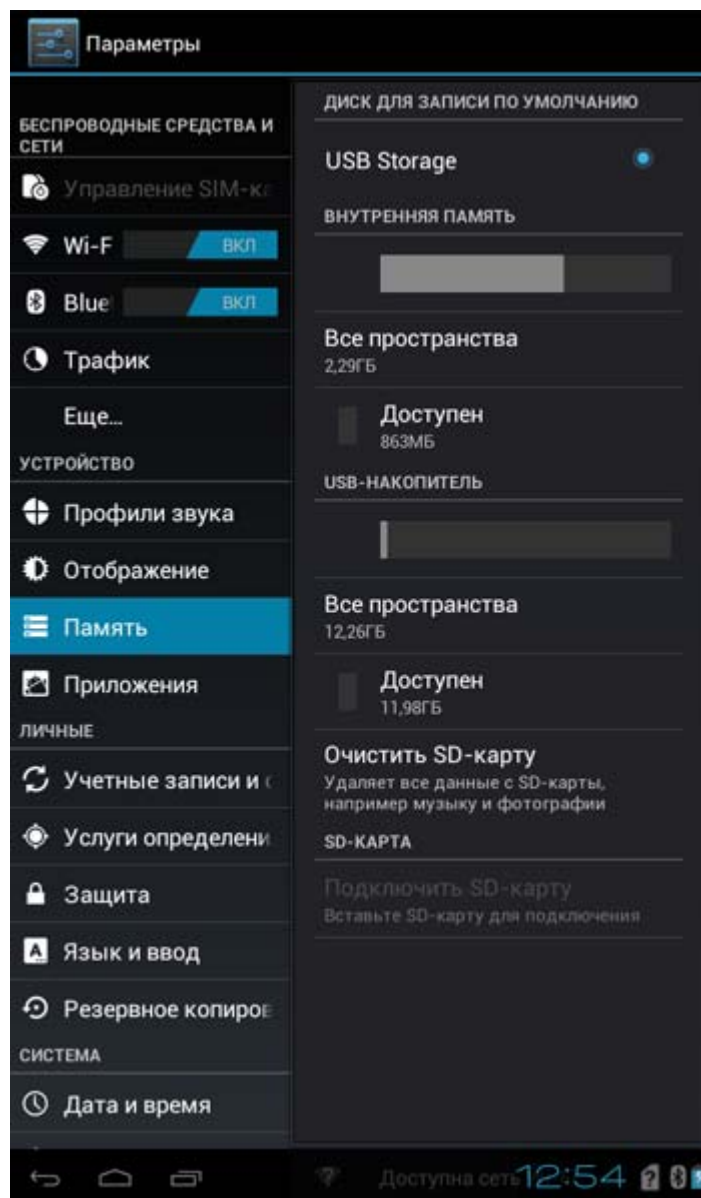 Параметры
БЕСПРОВОДНЫЕ СРЕДСТВА И
СЕТИ
Управление SIM-ка
Wi-F
ВКЛ
Blue
ВКЛ
Трафик
Еще...
УСТРОЙСТВО
Профили звука
Отображение
Память
Приложения
ЛИЧНЫЕ
Учетные записи и с
Услуги определени
Защита
Язык и ввод
Резервное копиров
СИСТЕМА
Дата и время
ДИСК ДЛЯ ЗАПИСИ ПО УМОЛЧАНИЮ
USB Storage
ВНУТРЕННЯЯ ПАМЯТЬ
Все пространства
2,29ГБ
Доступен
863МБ
USB-НАКОПИТЕЛЬ
Все пространства
12,26ГБ
Доступен
11,98ГБ
Очистить SD-карту
Удаляет все данные с SD-карты,
например музыку и фотографии
SD-КАРТА
Подключить SD-карту
Вставьте SD-карту для подключения
Доступна сеть 12:54